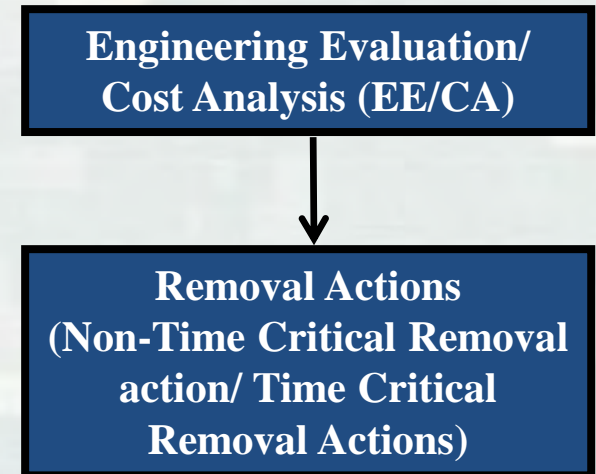 Engineering Evaluation/
Cost Analysis (EE/CA)
Removal Actions
(Non-Time Critical Removal
action/ Time Critical
Removal Actions)